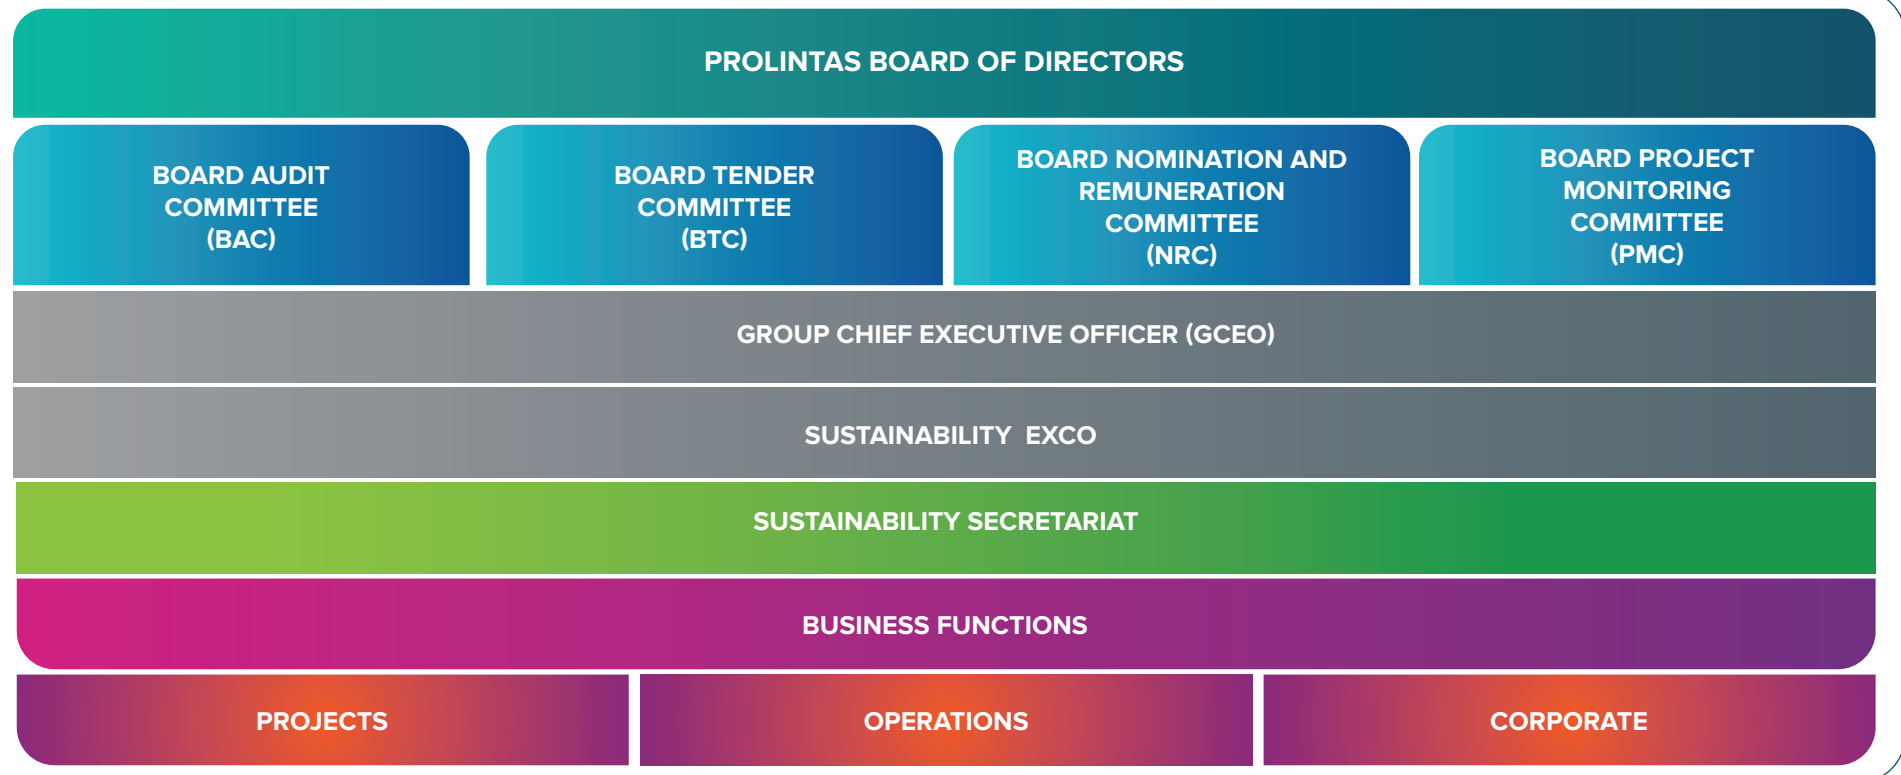 PROLINTAS BOARD OF DIRECTORS
BOARD AUDIT
COMMITTEE
(BAC)
BOARD TENDER
COMMITTEE
(BTC)
BOARD NOMINATION AND
REMUNERATION
COMMITTEE
(NRC)
BOARD PROJECT
MONITORING
COMMITTEE
(PMC)
GROUP CHIEF EXECUTIVE OFFICER (GCEO)
SUSTAINABILITY EXCO
SUSTAINABILITY SECRETARIAT
BUSINESS FUNCTIONS
PROJECTS
OPERATIONS
CORPORATE